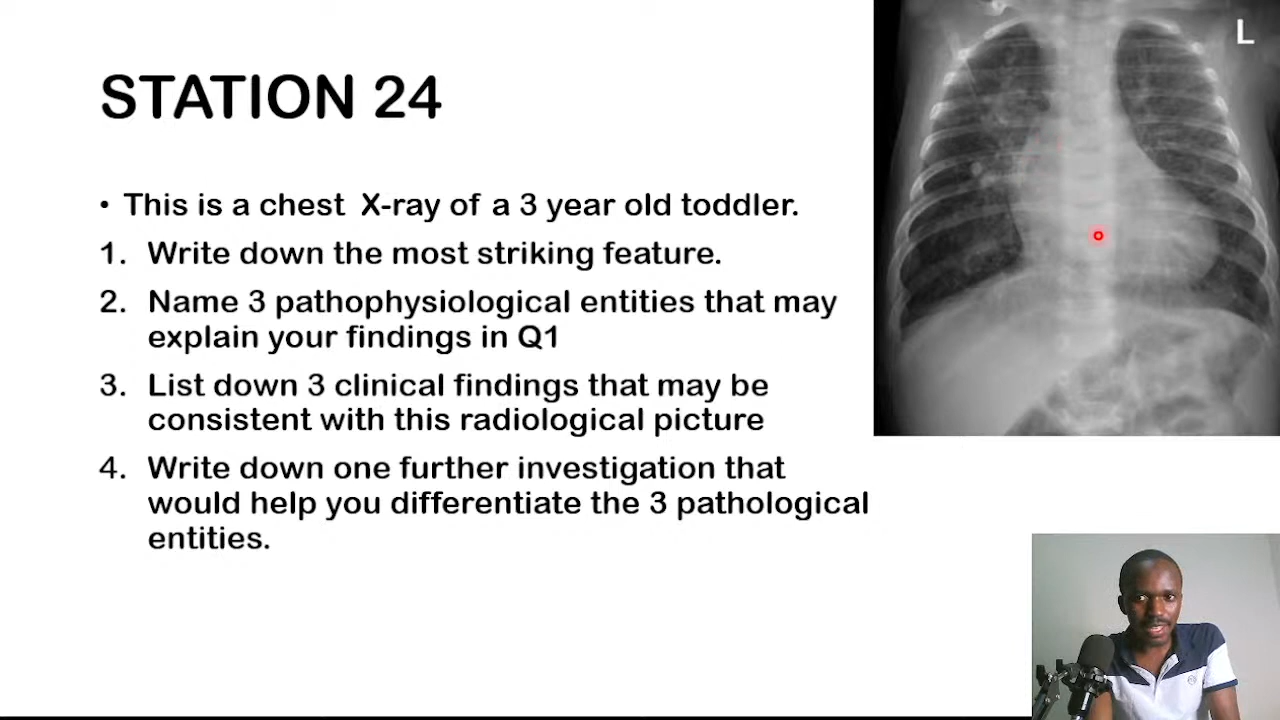 STATION 24
L
• This is a chest X-ray of a 3 year old toddler.
1. Write down the most striking feature.
2. Name 3 pathophysiological entities that may
explain your findings in Q1
3. List down 3 clinical findings that may be
consistent with this radiological picture
4. Write down one further investigation that
would help you differentiate the 3 pathological
entities.